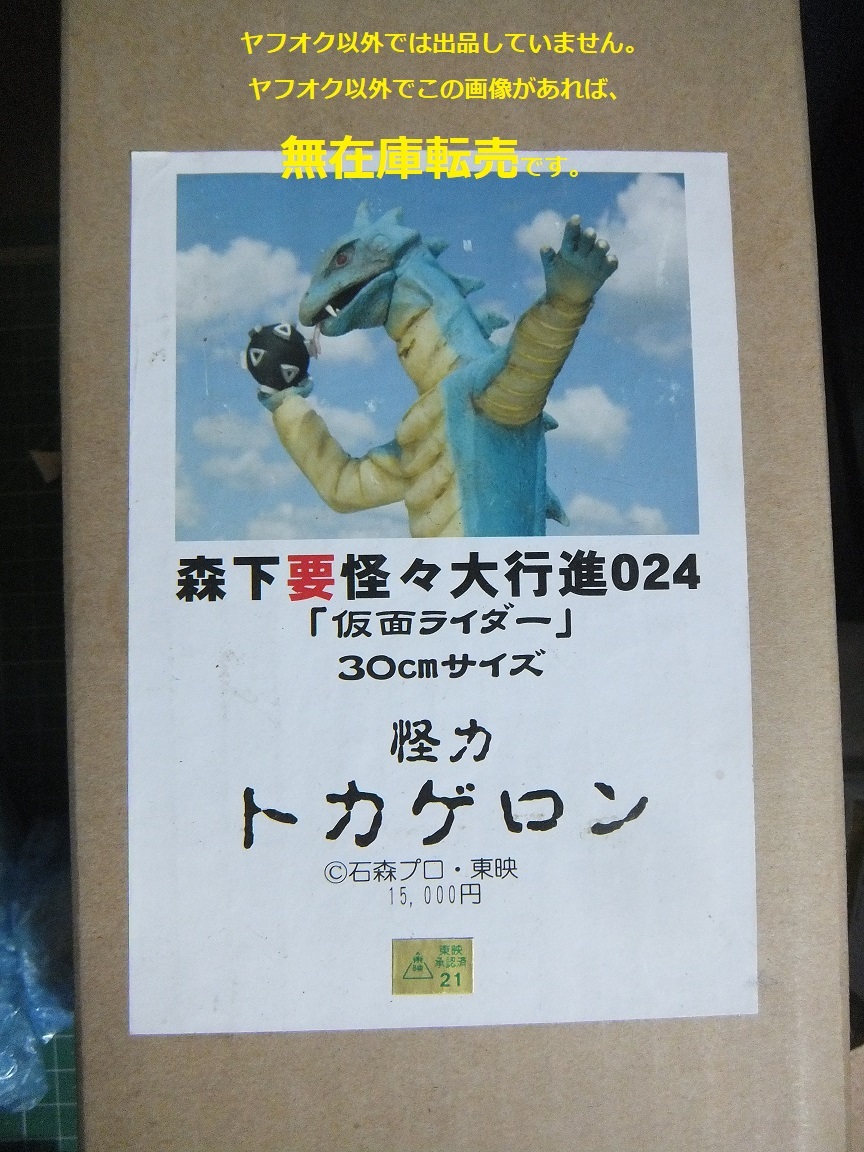 ヤフオク以外では出品していません。
ヤフオク以外でこの画像があれば、
無在庫転売です。
森下要怪々大行進024
「仮面ライダー」
30cmサイズ
怪力
トカゲロン
©石森プロ・東映
15,000円
東映
東映
承認済
21